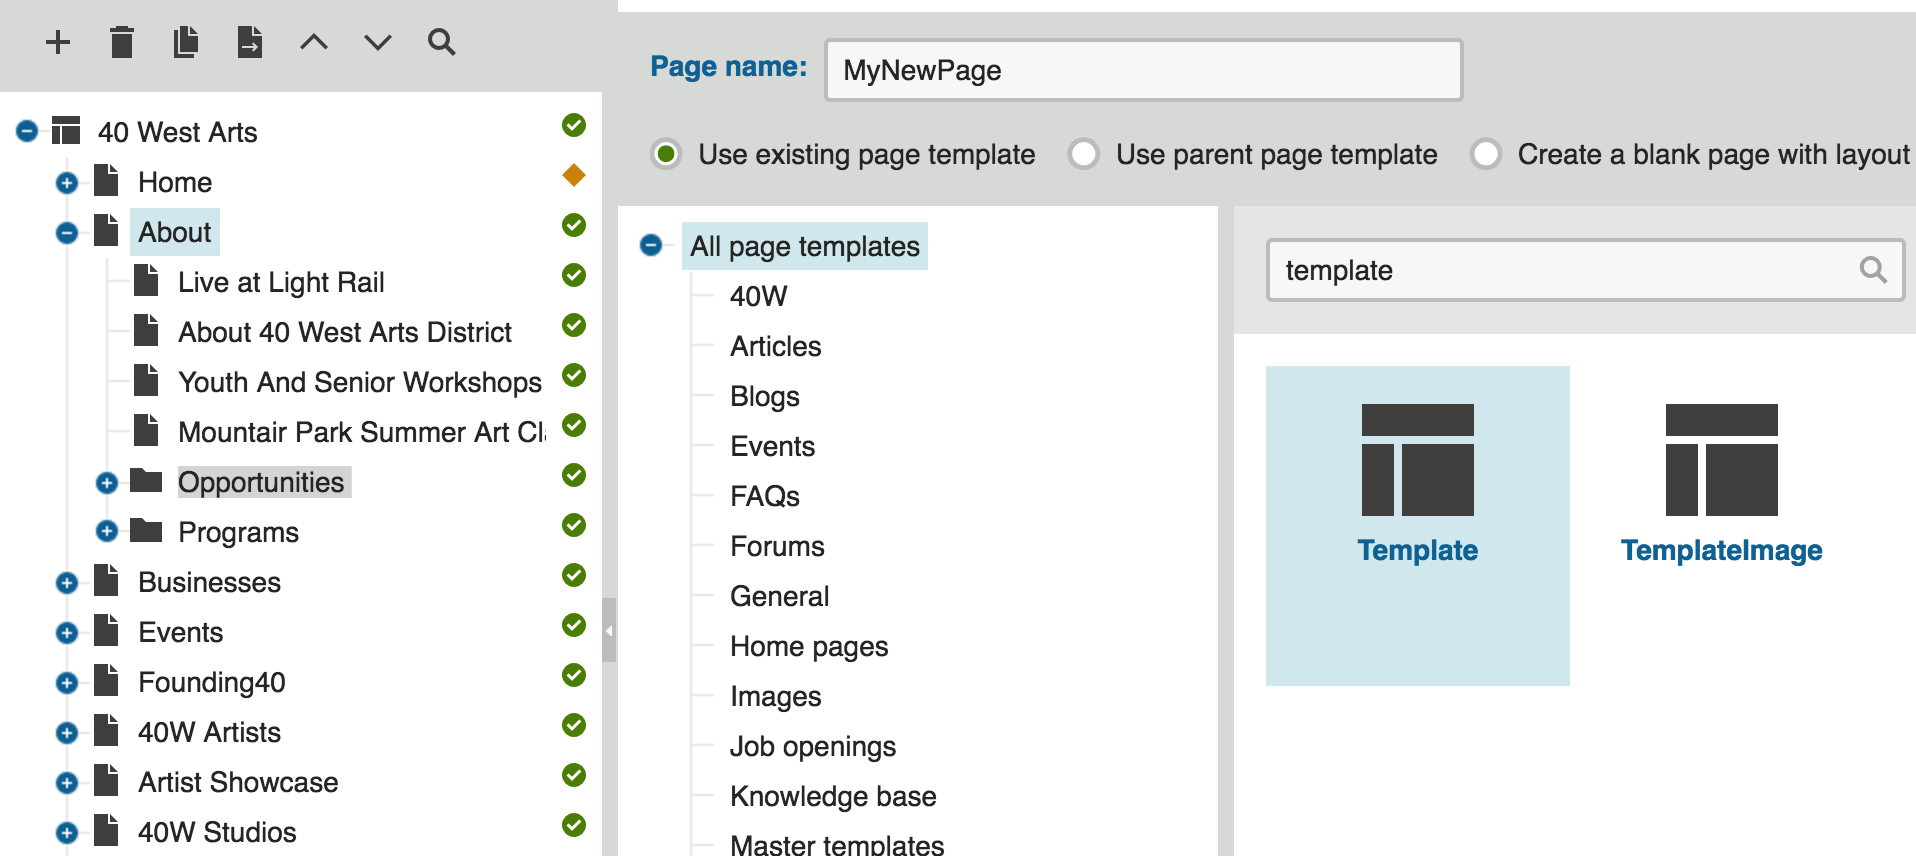 40 West Arts
Home
About
Live at Light Rail
About 40 West Arts District
Youth And Senior Workshops
Mountair Park Summer Art Cla
Opportunities
Programs
Businesses
Events
Founding40
40W Artists
Artist Showcase
40W Studios
Page name: MyNewPage
Use existing page template Use parent page template Create a blank page with layout
All page templates
40W
Articles
Blogs
Events
FAQs
Forums
General
Home pages
Images
Job openings
Knowledge base
Master templates
template
Template
TemplateImage